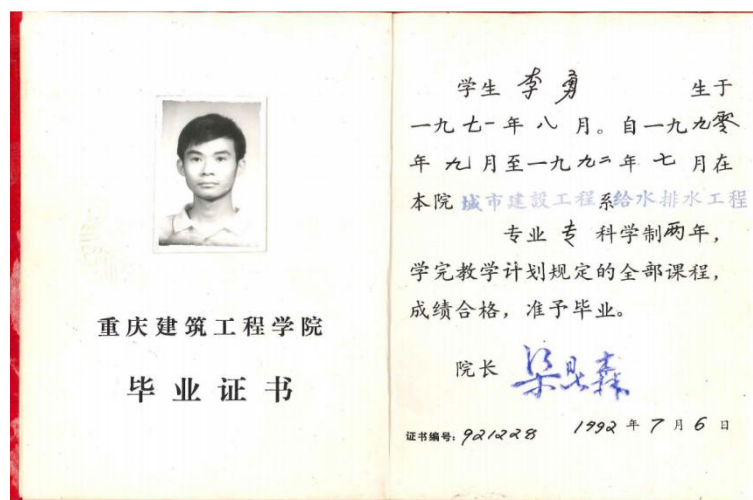 重庆建筑工程学院
毕业证书
学生 李勇 生于
一九七一年八月。自一九九零
年九月至一九九二年七月在
本院城市建設工程系给水排水工程
专业专科学制两年，
学完教学计划规定的全部课程，
成绩合格，准予毕业。
院长
证书编号：921228 1992年7月6日